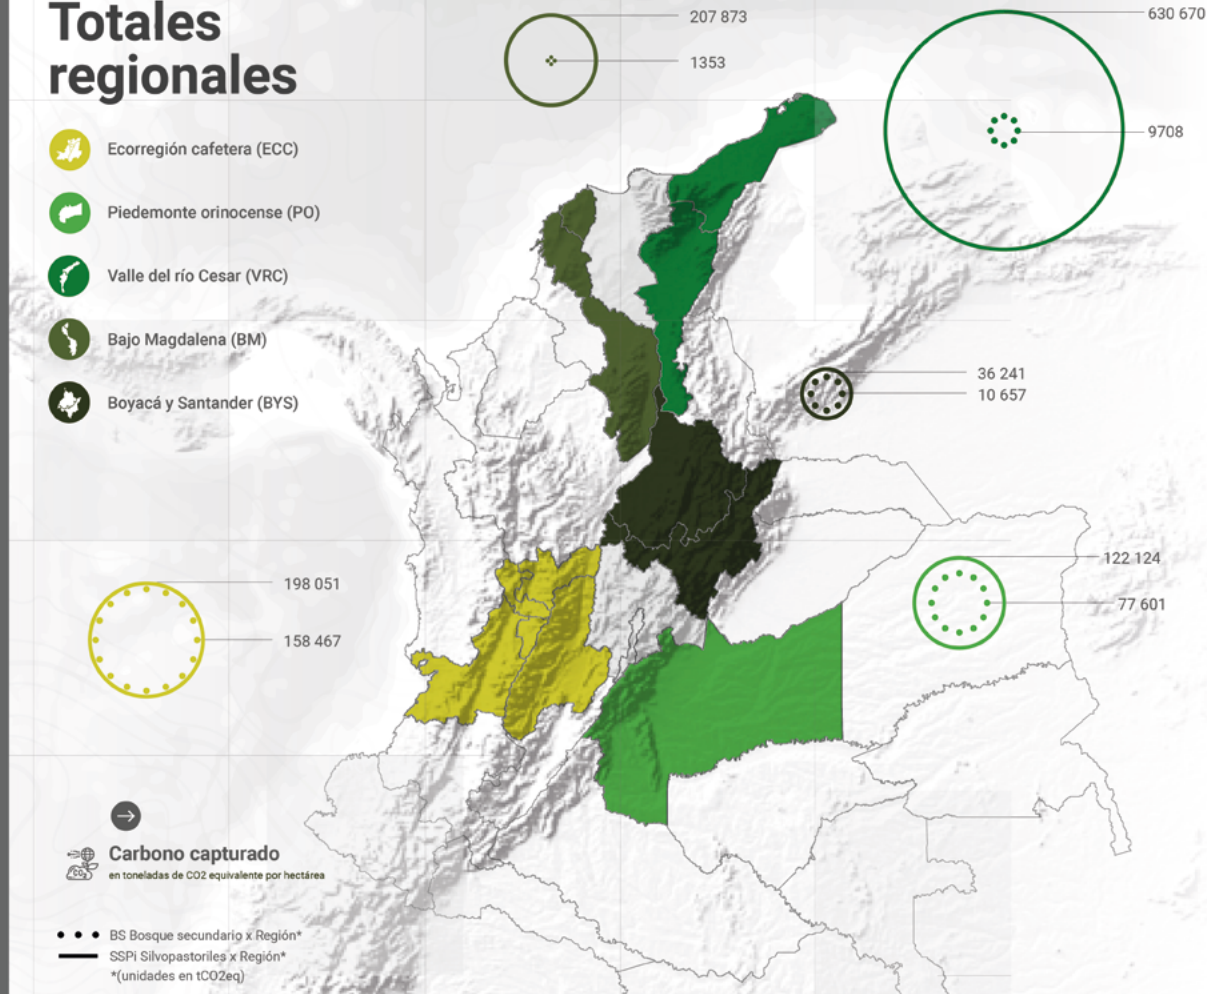 Totales
regionales
Ecorregión cafetera (ECC)
Piedemonte orinocense (PO)
Valle del río Cesar (VRC)
Bajo Magdalena (BM)
Boyacá y Santander (BYS)
207 873
1353
630 670
9708
36 241
10 657
198 051
158 467
122 124
77 601
Carbono capturado
CO2
en toneladas de CO2 equivalente por hectárea
BS Bosque secundario x Región*
SSPi Silvopastoriles x Región*
*(unidades en tCO2eq)